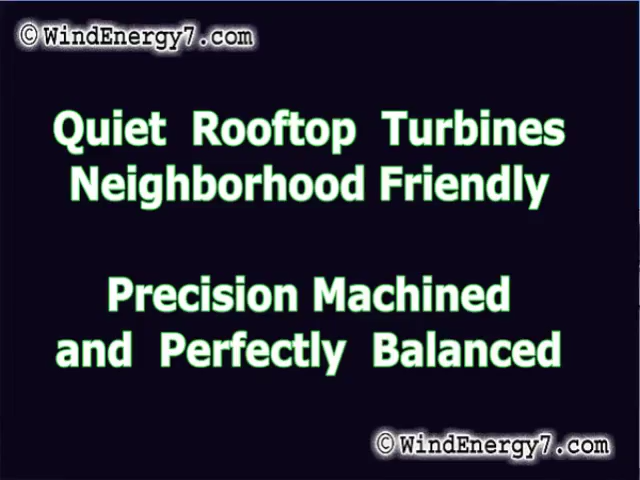 © WindEnergy7.com
Quiet Rooftop Turbines
Neighborhood Friendly
Precision Machined
and Perfectly Balanced
© WindEnergy7.com